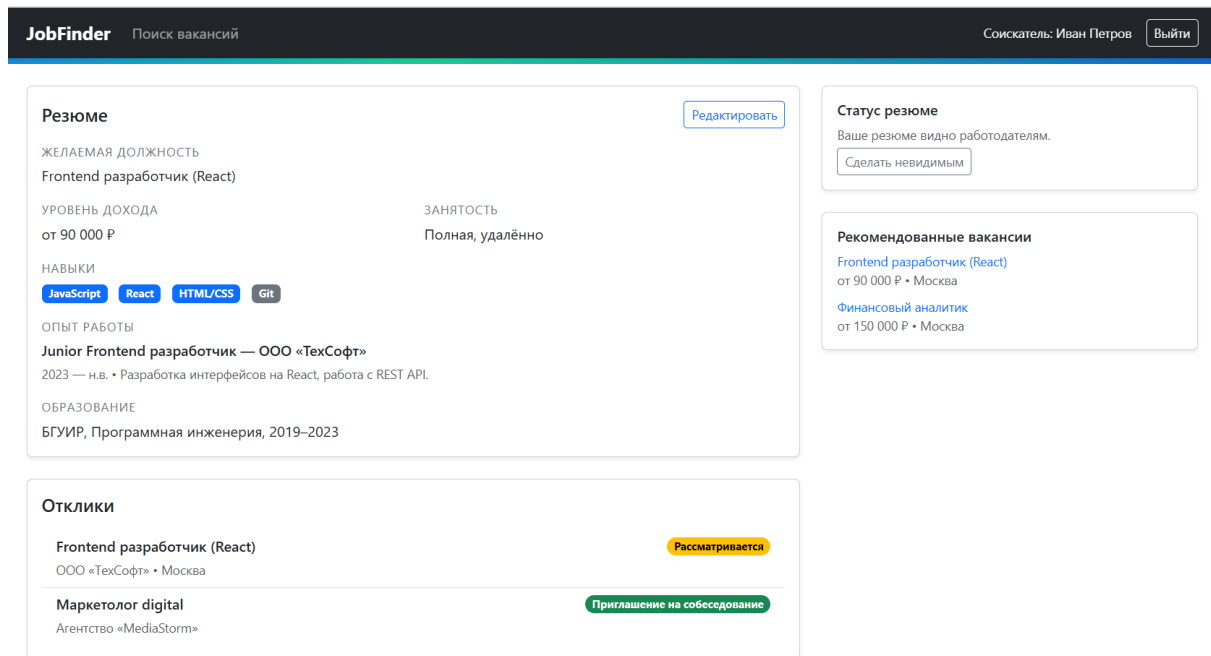 JobFinder Поиск вакансий Соискатель: Иван Петров Выйти
Резюме Редактировать
ЖЕЛАЕМАЯ ДОЛЖНОСТЬ
Frontend разработчик (React)
УРОВЕНЬ ДОХОДА ЗАНЯТОСТЬ
от 90 000 ₽ Полная, удалённо
НАВЫКИ
JavaScript React HTML/CSS Git
ОПЫТ РАБОТЫ
Junior Frontend разработчик — ООО «ТехСофт»
2023 — н.в. • Разработка интерфейсов на React, работа с REST API.
ОБРАЗОВАНИЕ
БГУИР, Программная инженерия, 2019–2023
Отклики
Frontend разработчик (React) Рассматривается
ООО «ТехСофт» • Москва
Маркетолог digital Приглашение на собеседование
Агентство «MediaStorm»
Статус резюме
Ваше резюме видно работодателям.
Сделать невидимым
Рекомендованные вакансии
Frontend разработчик (React)
от 90 000 ₽ • Москва
Финансовый аналитик
от 150 000 ₽ • Москва